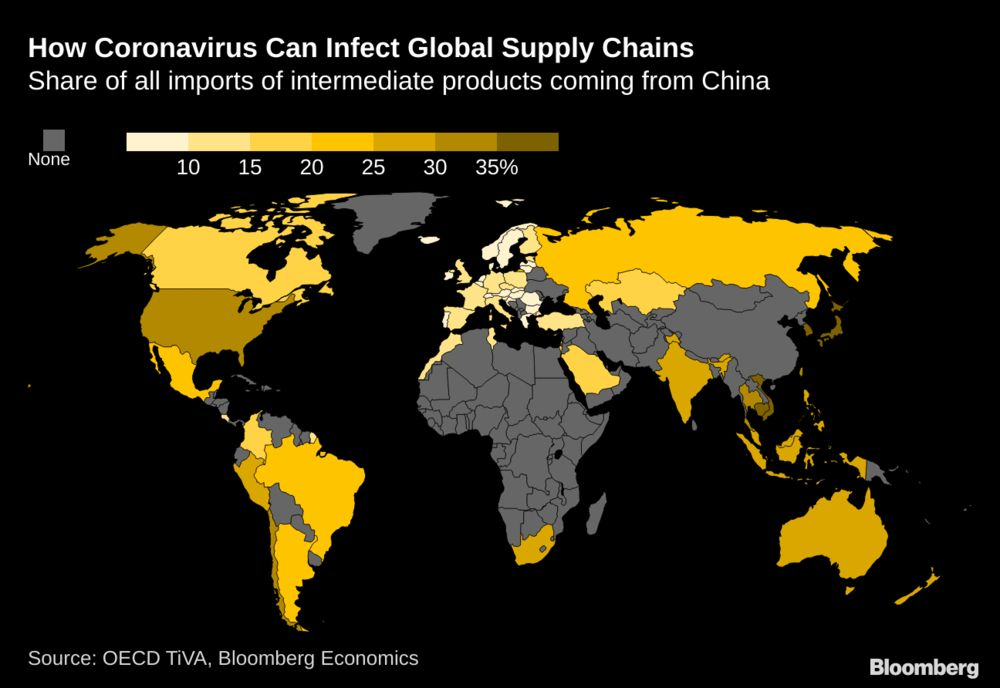 How Coronavirus Can Infect Global Supply Chains
Share of all imports of intermediate products coming from China
None
10 15 20 25 30 35%
Source: OECD TiVA, Bloomberg Economics
Bloomberg